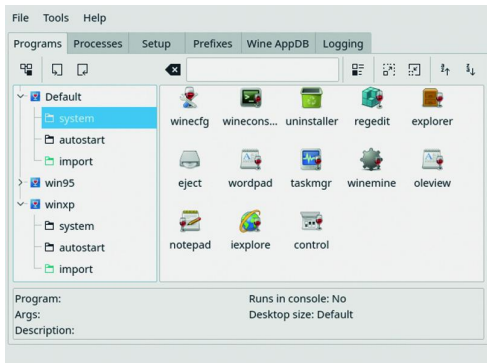 File Tools Help
Programs Processes Setup Prefixes Wine AppDB Logging
Default
system
autostart
import
win95
winxp
system
autostart
import
winecfg winecons... uninstaller regedit explorer
eject wordpad taskmgr winemine oleview
notepad iexplore control
Program: Runs in console: No
Args: Desktop size: Default
Description: